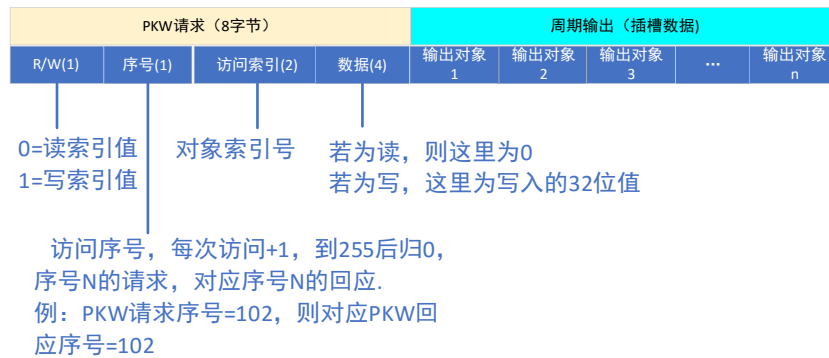 PKW请求（8字节）
周期输出（插槽数据)
R/W(1)
序号(1)
访问索引(2)
数据(4)
输出对象
1
输出对象
2
输出对象
3
…
输出对象
n
0=读索引值
1=写索引值
对象索引号
若为读，则这里为0
若为写，这里为写入的32位值
访问序号，每次访问+1，到255后归0，
序号N的请求，对应序号N的回应.
例：PKW请求序号=102，则对应PKW回
应序号=102